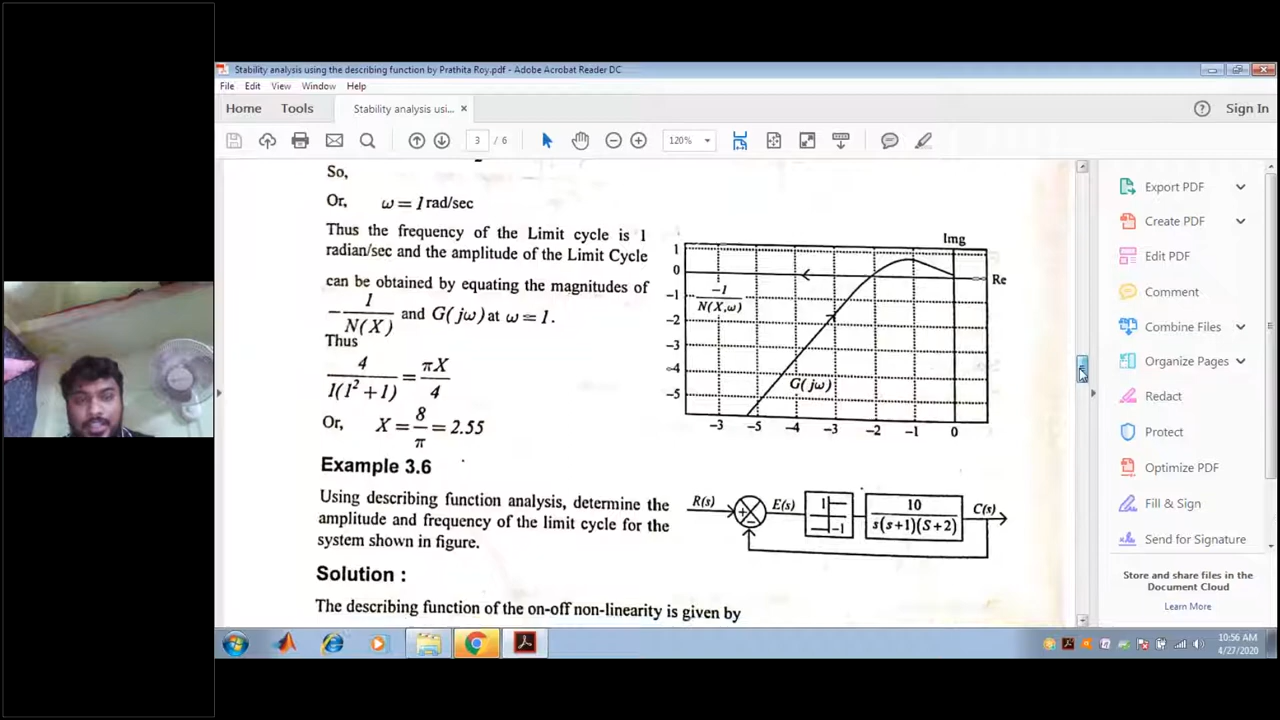 Stability analysis using the describing function by Prathita Roy.pdf - Adobe Acrobat Reader DC
File Edit View Window Help
Home Tools Stability analysis usi... × Sign In
3 / 6 120%
So,
Or, ω = 1 rad/sec
Thus the frequency of the Limit cycle is 1
radian/sec and the amplitude of the Limit Cycle
can be obtained by equating the magnitudes of
-1/N(X) and G(jω) at ω = 1.
Thus
4/1(1²+1) = πX/4
Or, X = 8/π = 2.55
Img
Re
1
0
-1
-2
-3
-4
-5
-1/N(X,ω)
G(jω)
-3 -5 -4 -3 -2 -1 0
Example 3.6
Using describing function analysis, determine the
amplitude and frequency of the limit cycle for the
system shown in figure.
R(s) + - E(s) 1 -1 10/s(s+1)(S+2) C(s)
Solution :
The describing function of the on-off non-linearity is given by
Export PDF
Create PDF
Edit PDF
Comment
Combine Files
Organize Pages
Redact
Protect
Optimize PDF
Fill & Sign
Send for Signature
Store and share files in the
Document Cloud
Learn More
10:56 AM
4/27/2020